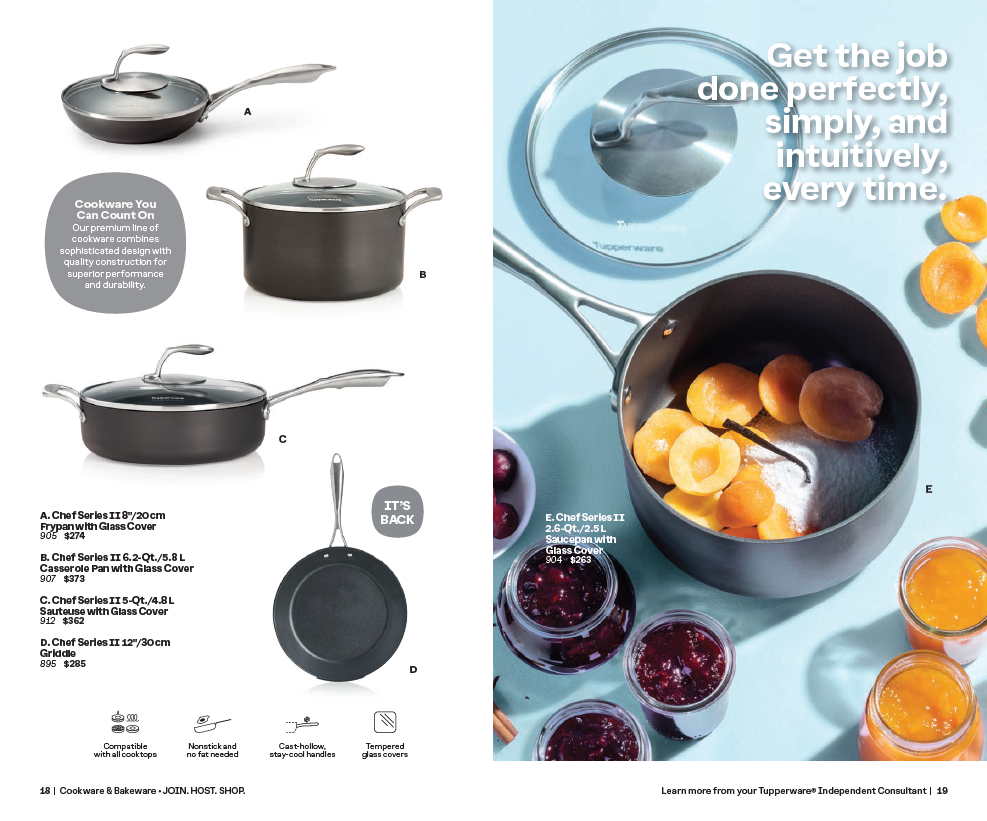 A
Cookware You
Can Count On
Our premium line of
cookware combines
sophisticated design with
quality construction for
superior performance
and durability.
B
C
IT'S
BACK
A. Chef Series II 8"/20cm
Frypan with Glass Cover
905 $274
B. Chef Series II 6.2-Qt./5.8 L
Casserole Pan with Glass Cover
907 $373
C. Chef Series II 5-Qt./4.8 L
Sauteuse with Glass Cover
912 $362
D. Chef Series II 12"/30cm
Griddle
895 $285
D
Compatible
with all cooktops
Nonstick and
no fat needed
Cast-hollow,
stay-cool handles
Tempered
glass covers
18 | Cookware & Bakeware • JOIN. HOST. SHOP.
Get the job
done perfectly,
simply, and
intuitively,
every time.
Tupperware
Tupperware
E
E. Chef Series II
2.6-Qt./2.5 L
Saucepan with
Glass Cover
904 $263
Learn more from your Tupperware® Independent Consultant | 19